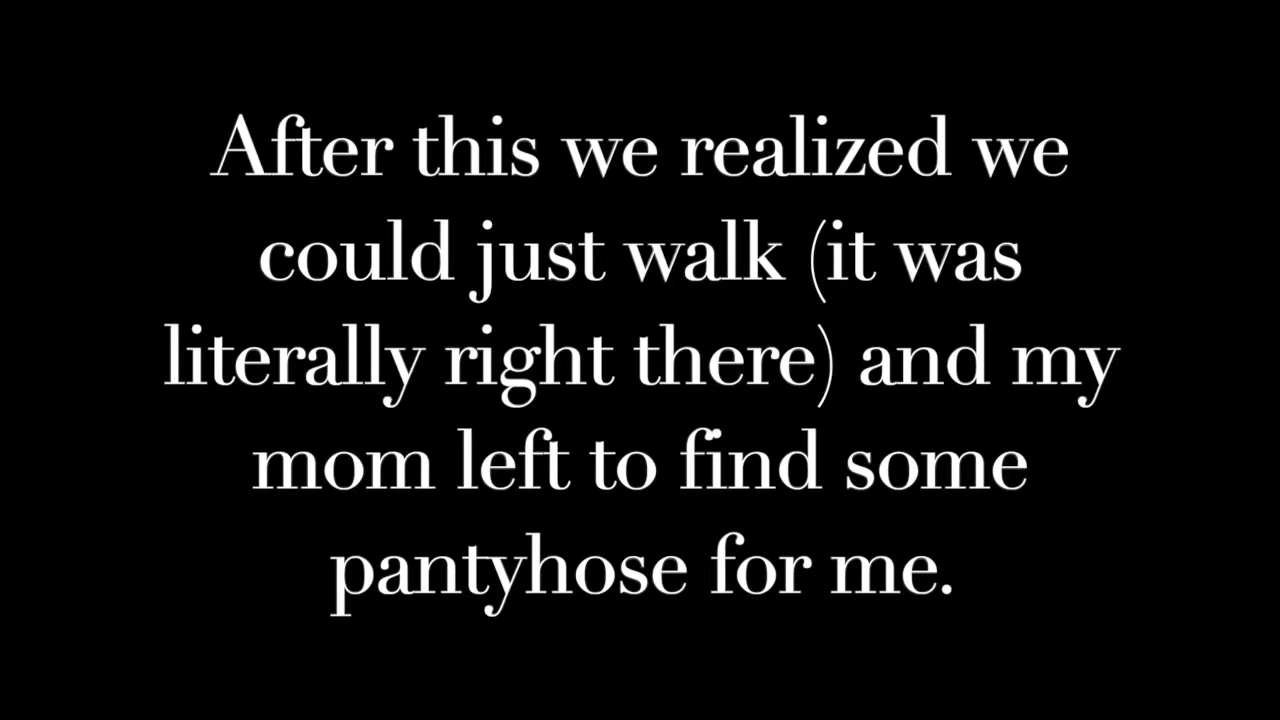 After this we realized we
could just walk (it was
literally right there) and my
mom left to find some
pantyhose for me.